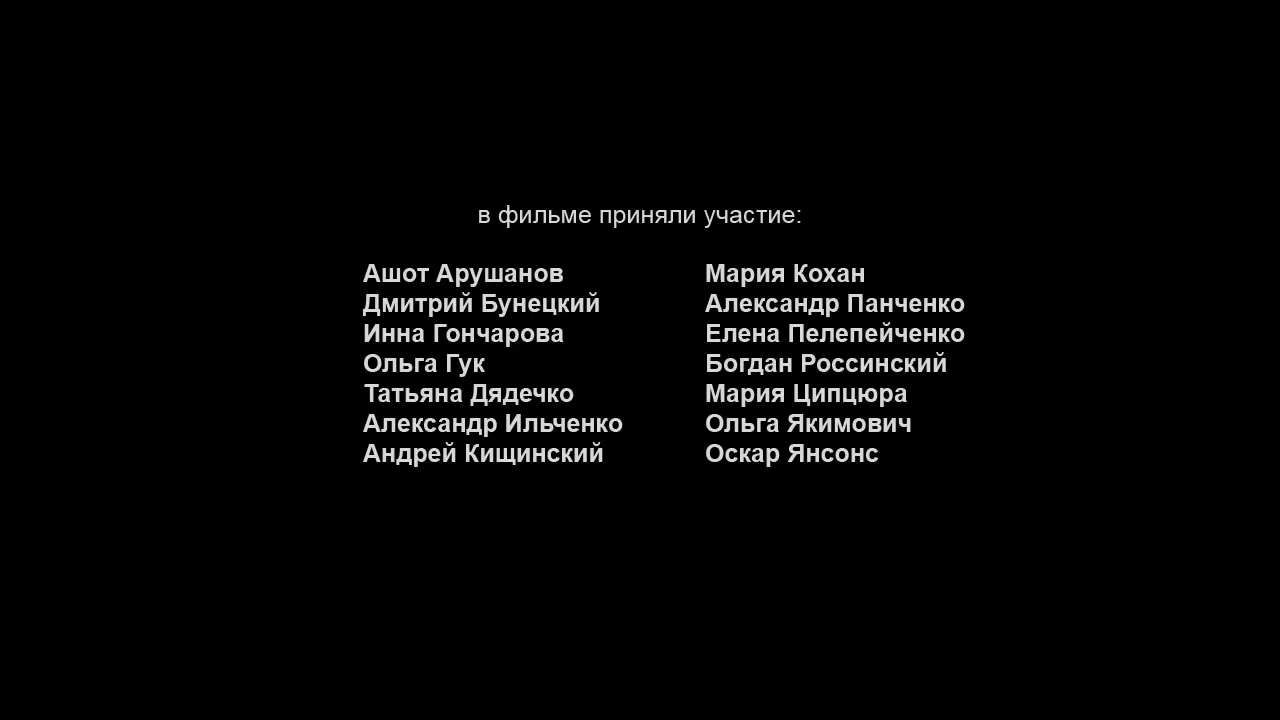 в фильме приняли участие:
Ашот Арушанов
Дмитрий Бунецкий
Инна Гончарова
Ольга Гук
Татьяна Дядечко
Александр Ильченко
Андрей Кищинский
Мария Кохан
Александр Панченко
Елена Пелепейченко
Богдан Россинский
Мария Ципцюра
Ольга Якимович
Оскар Янсонс